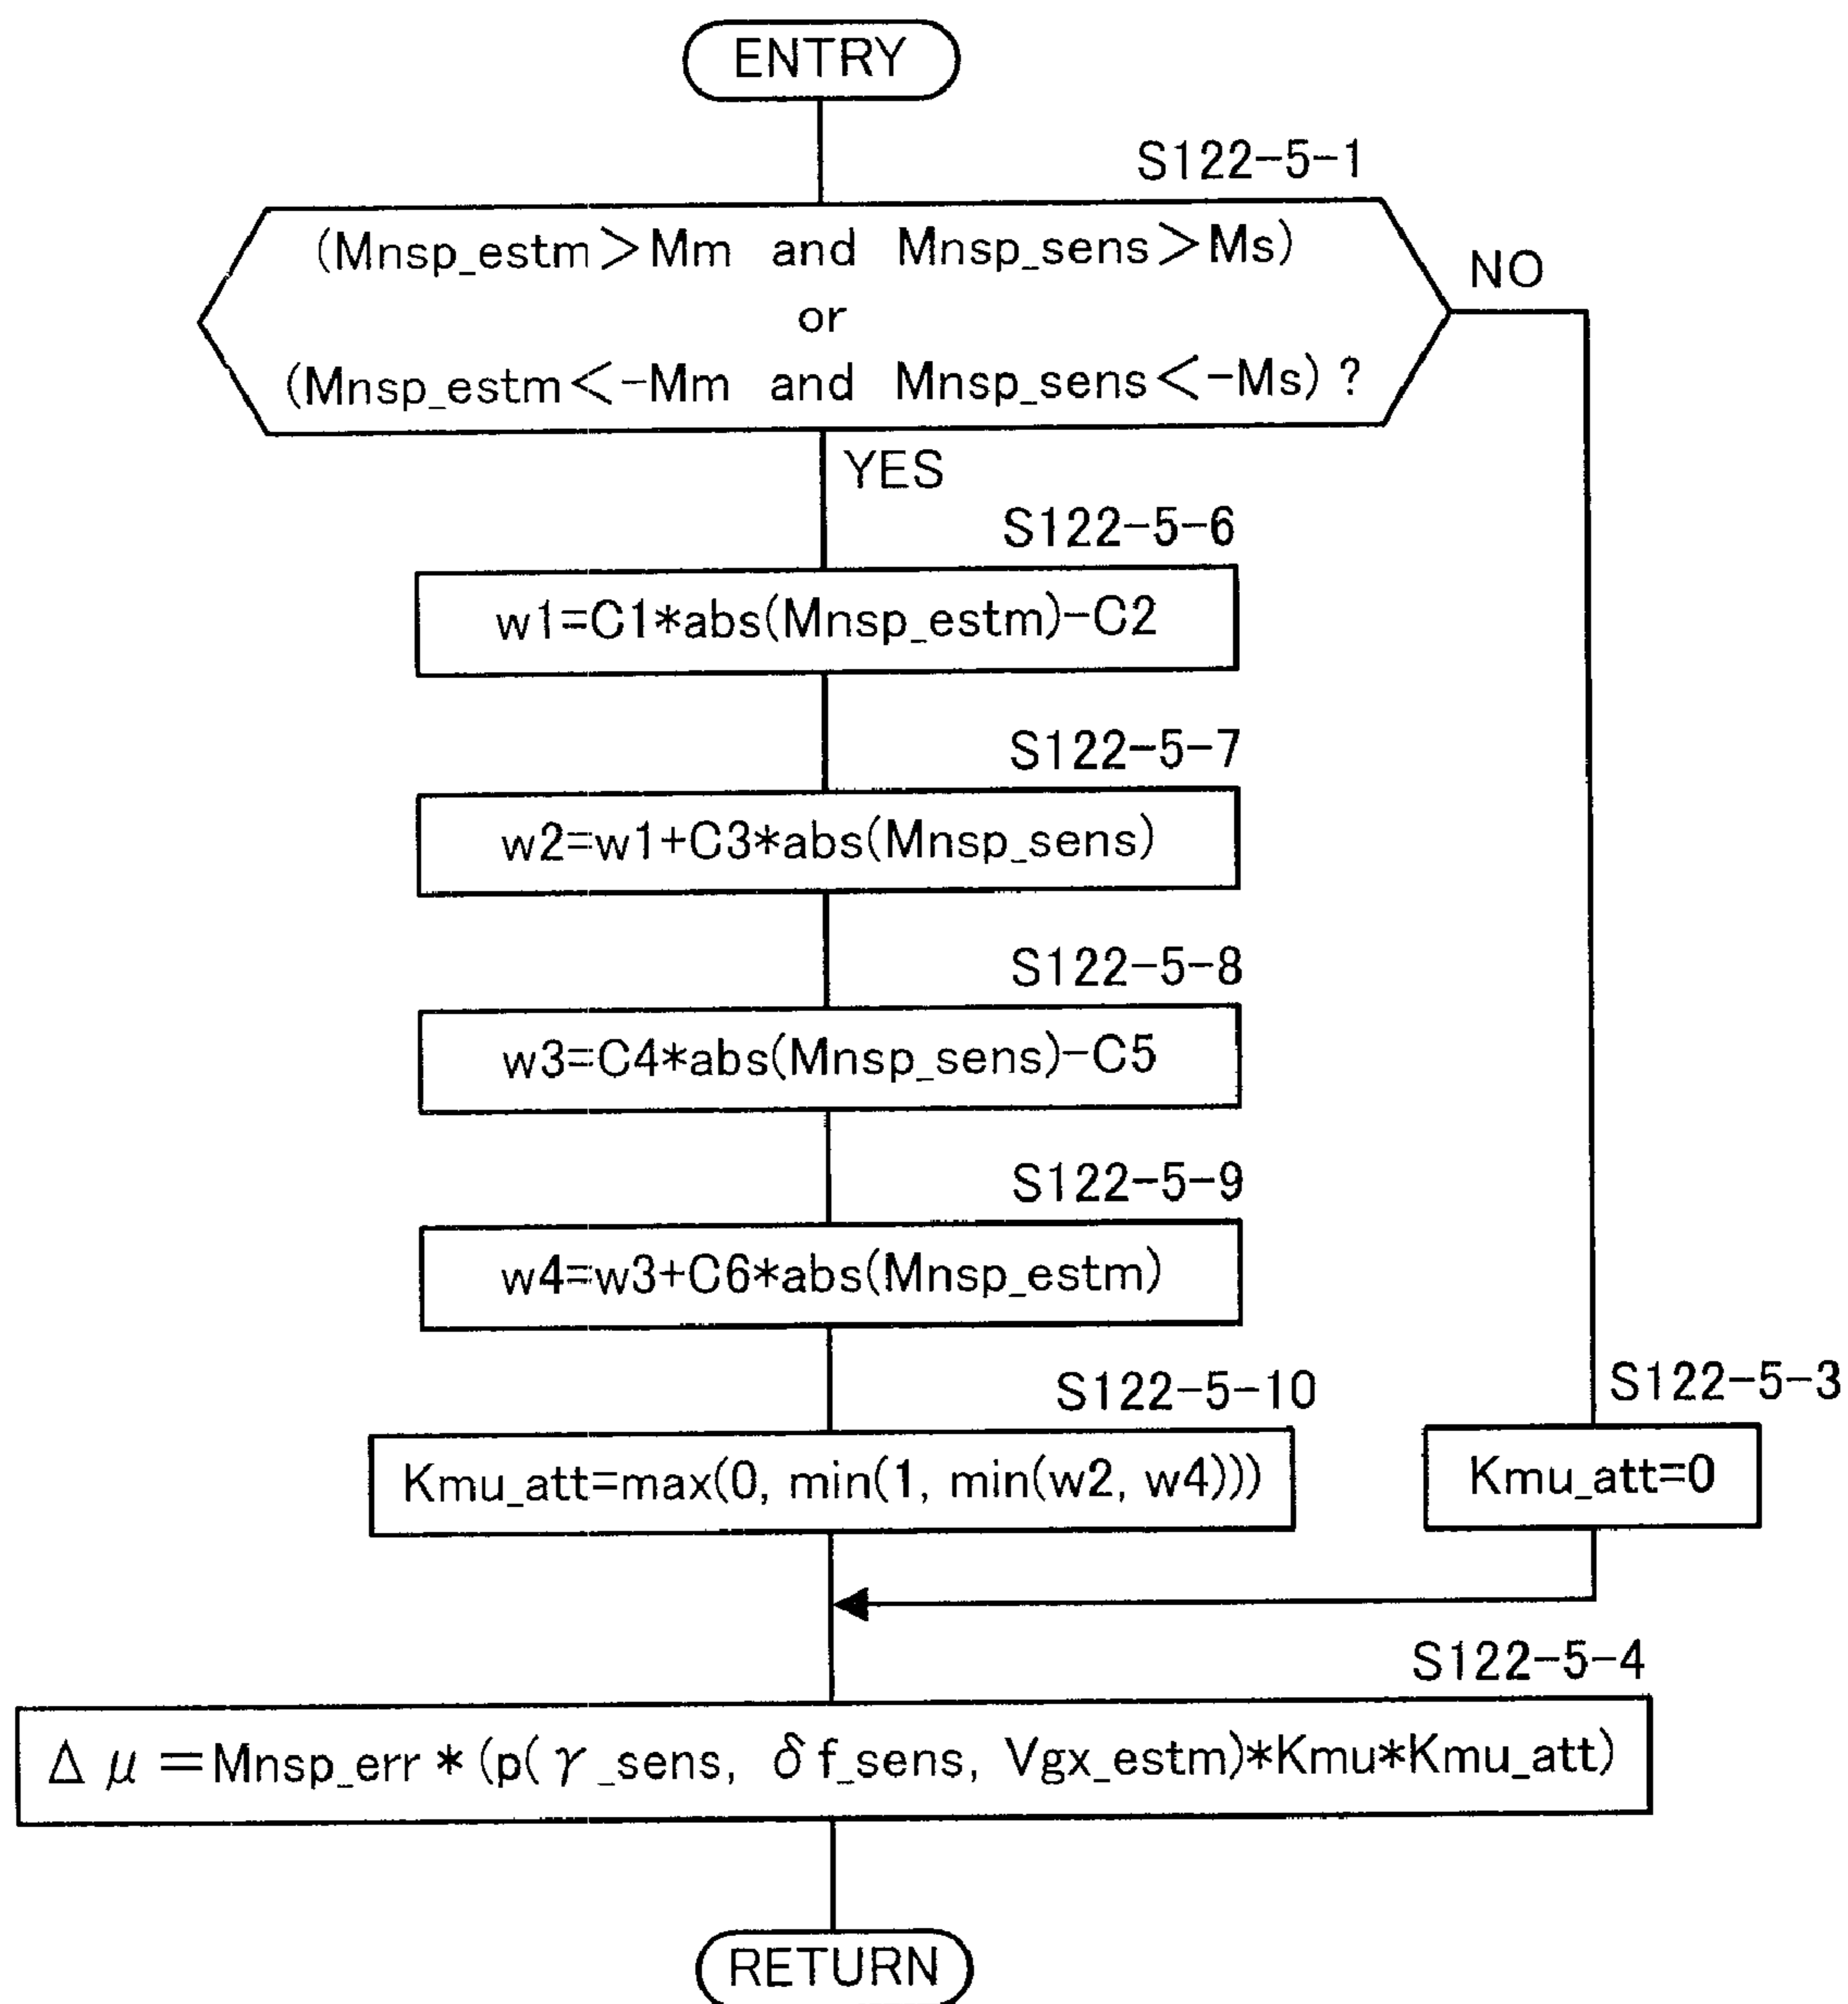 ENTRY
S122-5-1
(Mnsp_estm>Mm and Mnsp_sens>Ms)
or
(Mnsp_estm<-Mm and Mnsp_sens<-Ms) ?
NO
YES
S122-5-6
w1=C1*abs(Mnsp_estm)-C2
S122-5-7
w2=w1+C3*abs(Mnsp_sens)
S122-5-8
w3=C4*abs(Mnsp_sens)-C5
S122-5-9
w4=w3+C6*abs(Mnsp_estm)
S122-5-10
Kmu_att=max(0, min(1, min(w2, w4)))
S122-5-3
Kmu_att=0
S122-5-4
Δμ=Mnsp_err*(p(γ_sens, δf_sens, Vgx_estm)*Kmu*Kmu_att)
RETURN